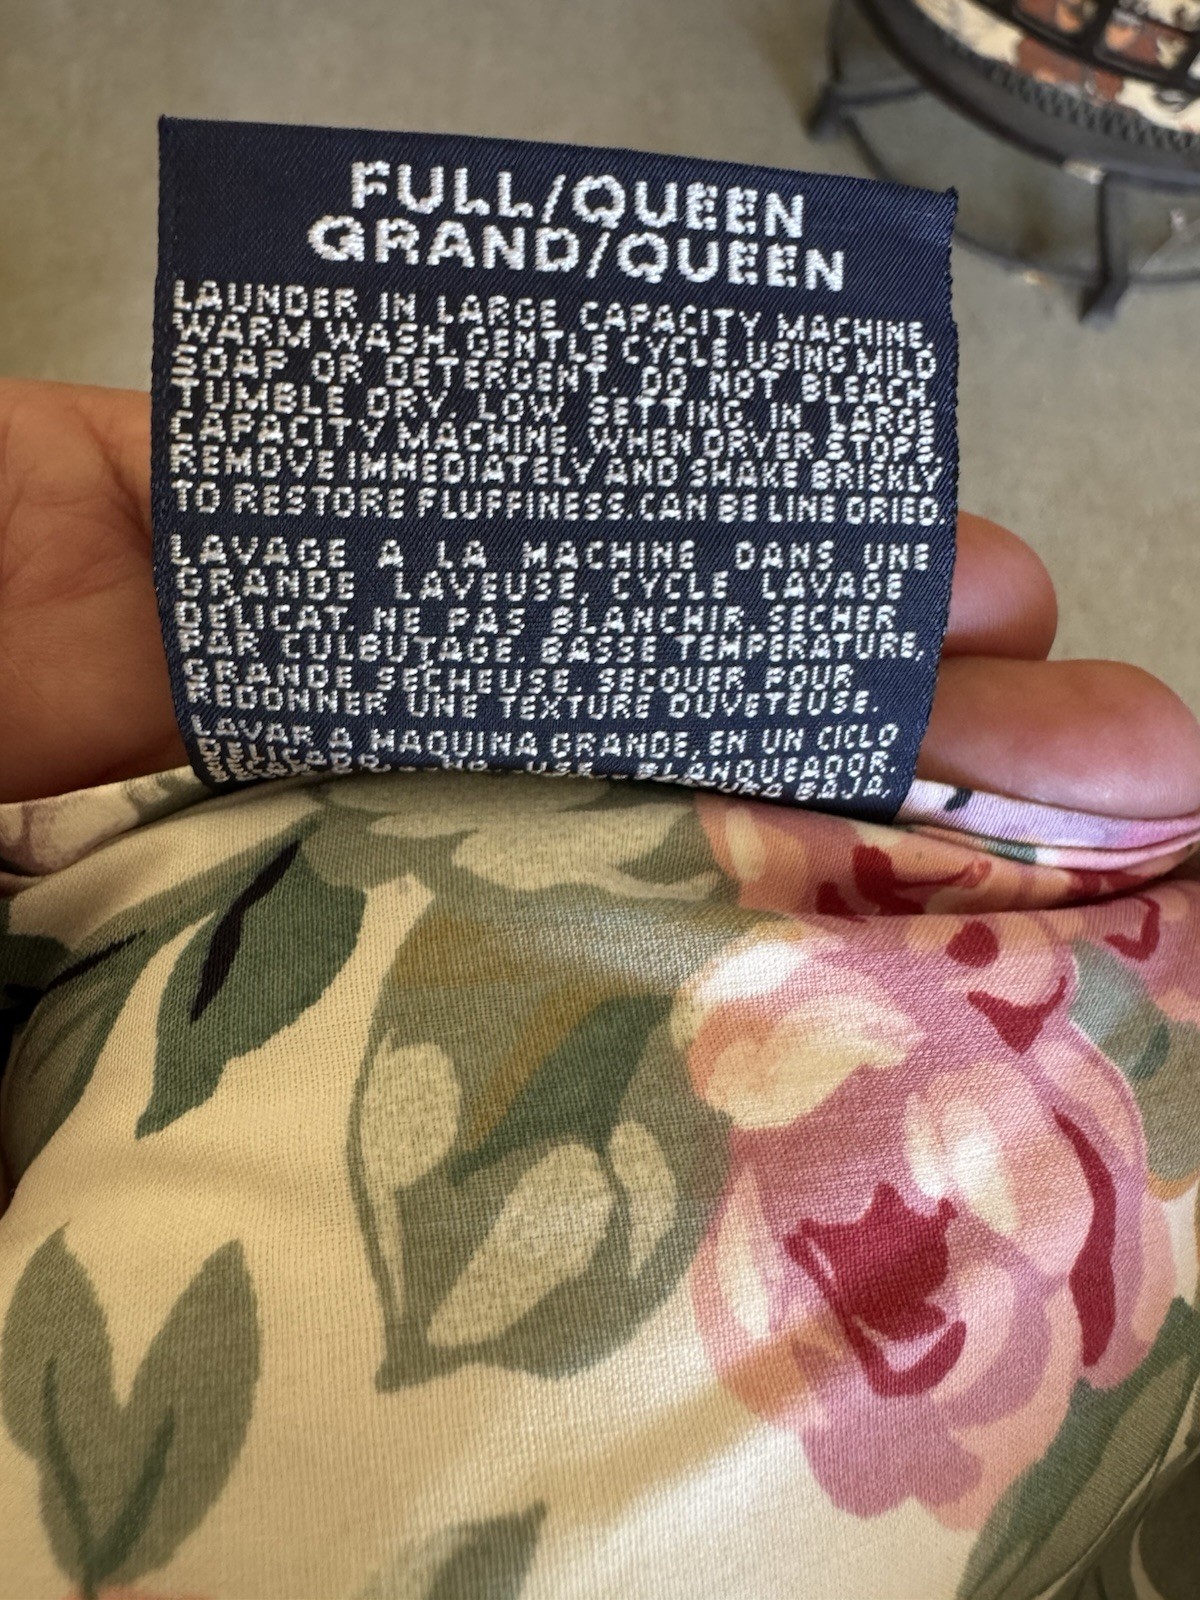 FULL/QUEEN
GRAND/QUEEN
LAUNDER IN LARGE CAPACITY MACHINE,
WARM WASH, GENTLE CYCLE, USING MILD
SOAP OR DETERGENT. DO NOT BLEACH.
TUMBLE DRY, LOW SETTING, IN LARGE
CAPACITY MACHINE, WHEN DRYER STOPS,
REMOVE IMMEDIATELY AND SHAKE BRISKLY
TO RESTORE FLUFFINESS. CAN BE LINE DRIED.
LAVAGE A LA MACHINE DANS UNE
GRANDE LAVEUSE, CYCLE LAVAGE
DELICAT. NE PAS BLANCHIR. SECHER
PAR CULBUTAGE, BASSE TEMPERATURE,
GRANDE SECHEUSE. SECOUER POUR
REDONNER UNE TEXTURE DUVETEUSE.
LAVAR A MAQUINA GRANDE, EN UN CICLO
DELICADO. NO USE BLANQUEADOR.
BAJA,